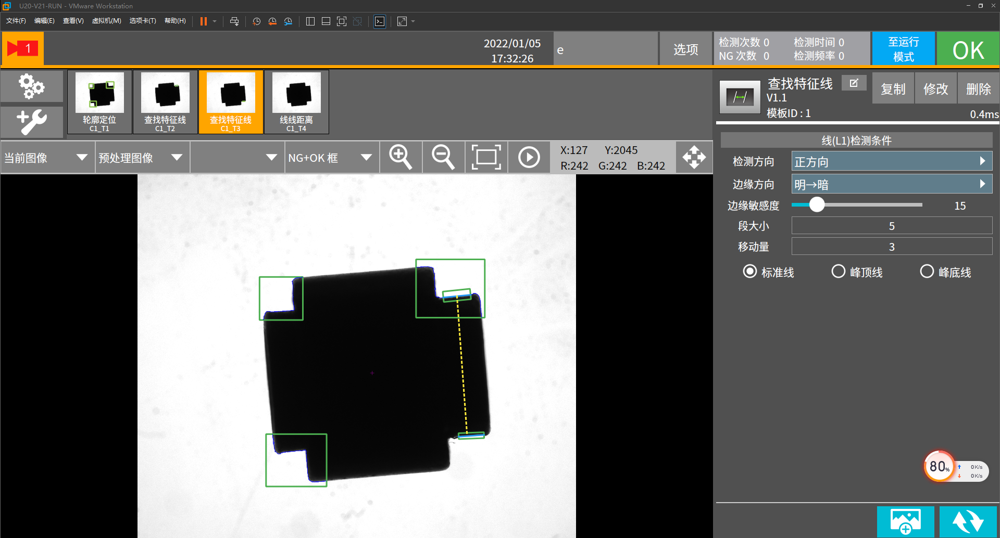 U20-V21-RUN - VMware Workstation
文件(F) 编辑(E) 查看(V) 虚拟机(M) 选项卡(T) 帮助(H)
1
2022/01/05
17:32:26
e
选项
检测次数 0 检测时间 0
NG 次数 0 检测频率 0
至运行
模式
OK
轮廓定位
C1_T1
查找特征线
C1_T2
查找特征线
C1_T3
线线距离
C1_T4
查找特征线
V1.1
模板ID : 1
复制 修改 删除
0.4ms
当前图像 预处理图像 NG+OK 框
X:127 Y:2045
R:242 G:242 B:242
线(L1)检测条件
检测方向 正方向
边缘方向 明→暗
边缘敏感度 15
段大小 5
移动量 3
标准线 峰顶线 峰底线
80%
0K/s
0K/s